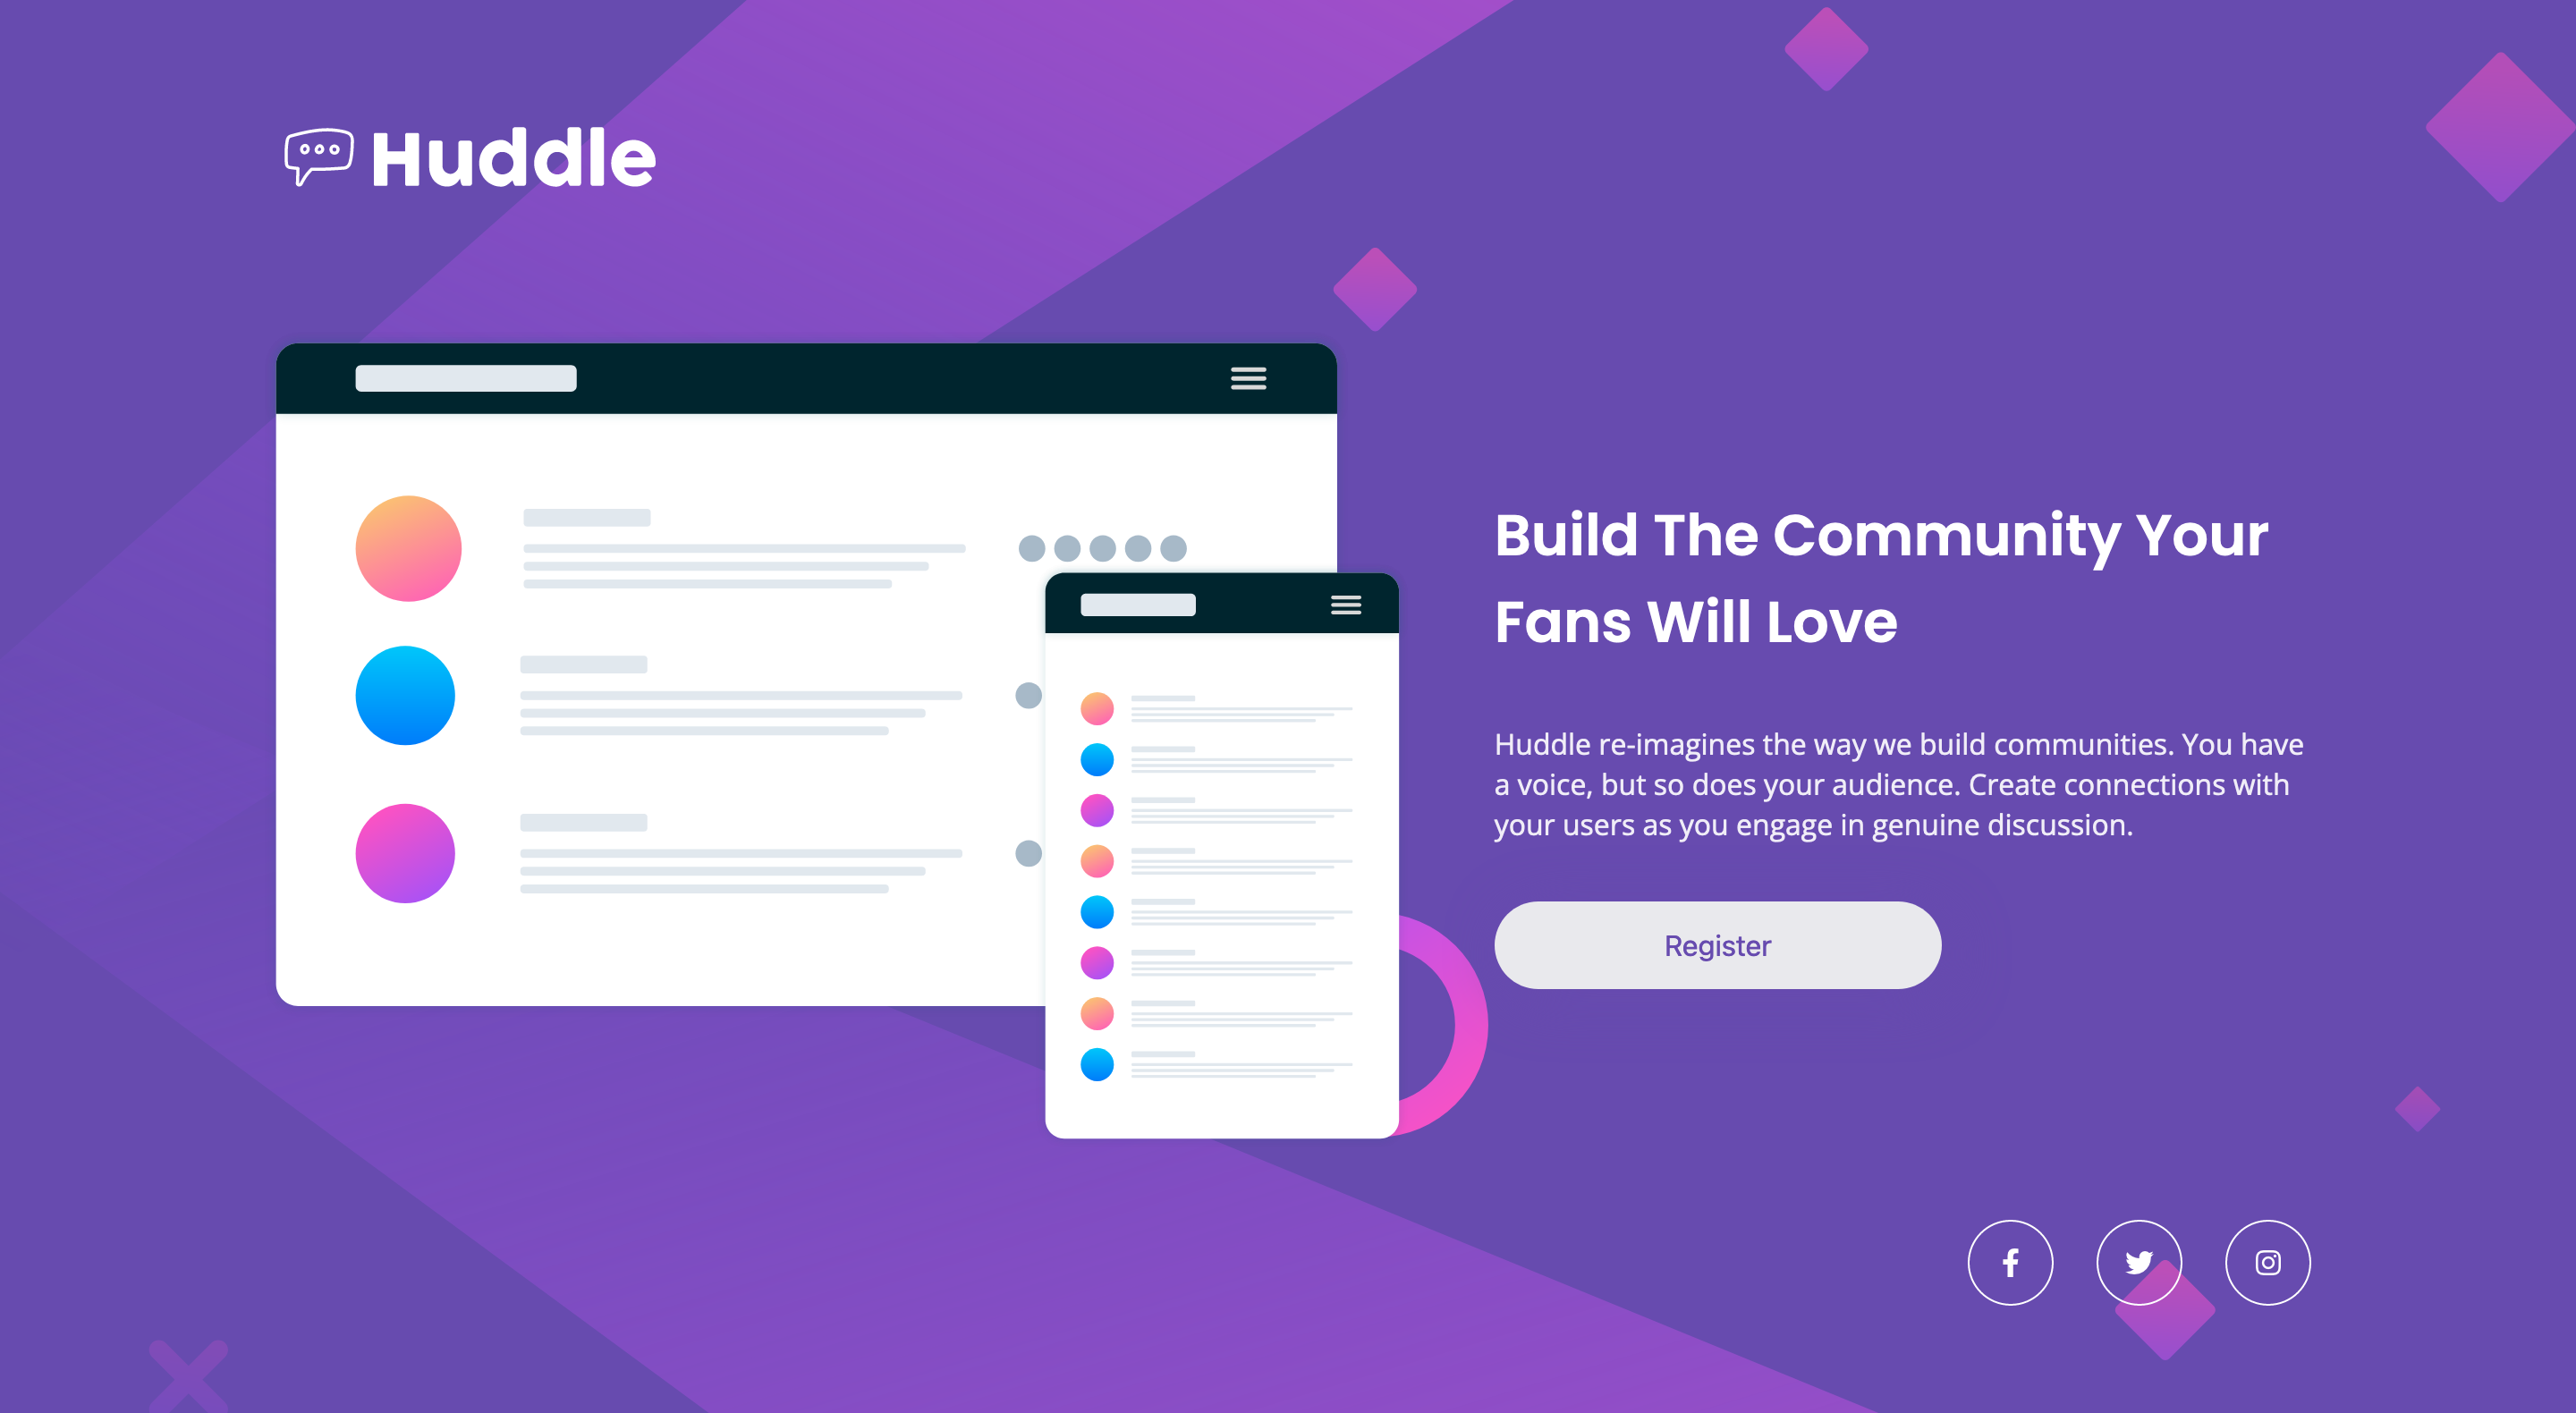 Huddle
Build The Community Your
Fans Will Love
Huddle re-imagines the way we build communities. You have
a voice, but so does your audience. Create connections with
your users as you engage in genuine discussion.
Register